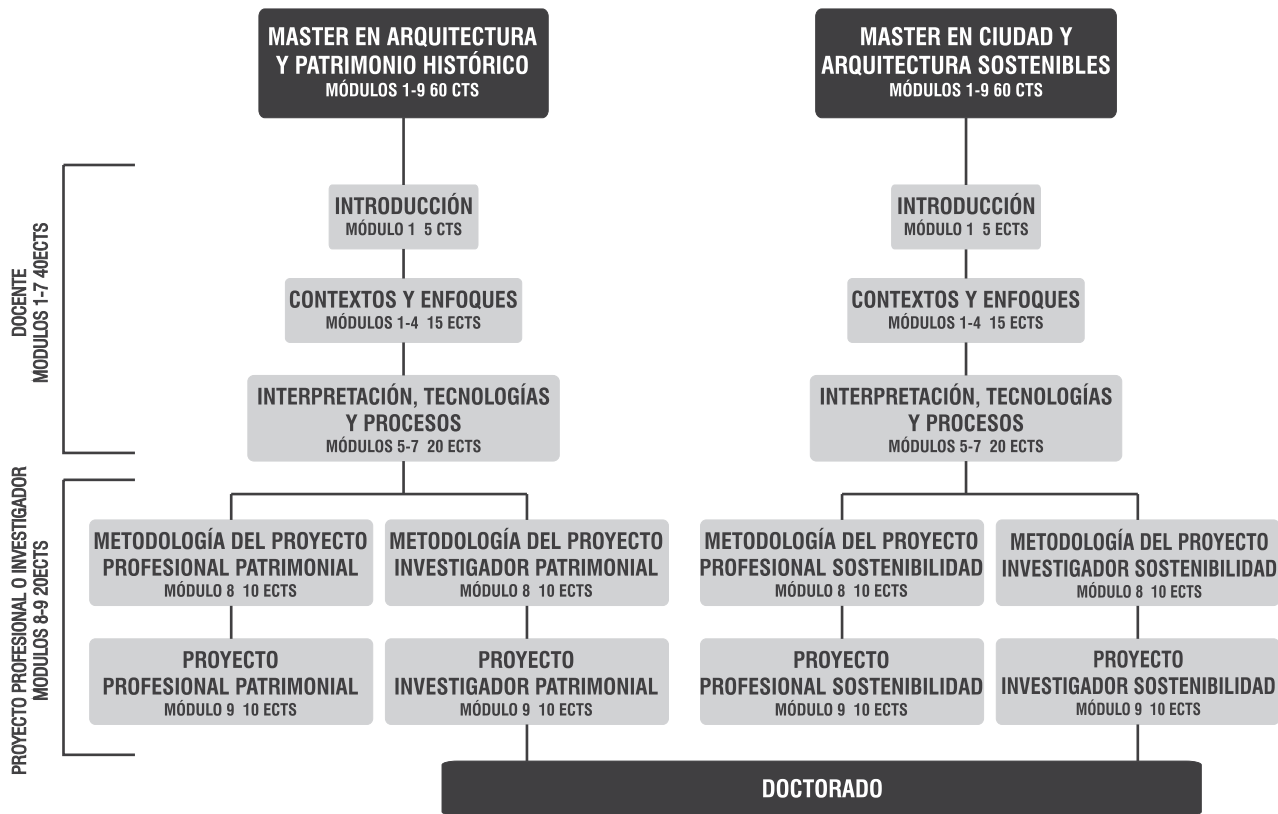 MASTER EN ARQUITECTURA
Y PATRIMONIO HISTÓRICO
MÓDULOS 1-9 60 CTS
MASTER EN CIUDAD Y
ARQUITECTURA SOSTENIBLES
MÓDULOS 1-9 60 CTS
DOCENTE
MODULOS 1-7 40ECTS
INTRODUCCIÓN
MÓDULO 1 5 CTS
INTRODUCCIÓN
MÓDULO 1 5 ECTS
CONTEXTOS Y ENFOQUES
MÓDULOS 1-4 15 ECTS
CONTEXTOS Y ENFOQUES
MÓDULOS 1-4 15 ECTS
INTERPRETACIÓN, TECNOLOGÍAS
Y PROCESOS
MÓDULOS 5-7 20 ECTS
INTERPRETACIÓN, TECNOLOGÍAS
Y PROCESOS
MÓDULOS 5-7 20 ECTS
PROYECTO PROFESIONAL O INVESTIGADOR
MODULOS 8-9 20ECTS
METODOLOGÍA DEL PROYECTO
PROFESIONAL PATRIMONIAL
MÓDULO 8 10 ECTS
METODOLOGÍA DEL PROYECTO
INVESTIGADOR PATRIMONIAL
MÓDULO 8 10 ECTS
METODOLOGÍA DEL PROYECTO
PROFESIONAL SOSTENIBILIDAD
MÓDULO 8 10 ECTS
METODOLOGÍA DEL PROYECTO
INVESTIGADOR SOSTENIBILIDAD
MÓDULO 8 10 ECTS
PROYECTO
PROFESIONAL PATRIMONIAL
MÓDULO 9 10 ECTS
PROYECTO
INVESTIGADOR PATRIMONIAL
MÓDULO 9 10 ECTS
PROYECTO
PROFESIONAL SOSTENIBILIDAD
MÓDULO 9 10 ECTS
PROYECTO
INVESTIGADOR SOSTENIBILIDAD
MÓDULO 9 10 ECTS
DOCTORADO